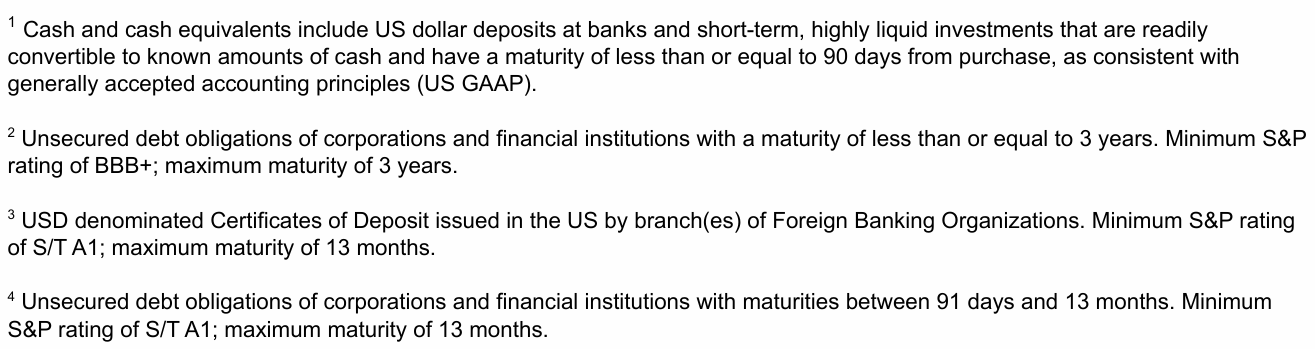 ¹ Cash and cash equivalents include US dollar deposits at banks and short-term, highly liquid investments that are readily
convertible to known amounts of cash and have a maturity of less than or equal to 90 days from purchase, as consistent with
generally accepted accounting principles (US GAAP).
² Unsecured debt obligations of corporations and financial institutions with a maturity of less than or equal to 3 years. Minimum S&P
rating of BBB+; maximum maturity of 3 years.
³ USD denominated Certificates of Deposit issued in the US by branch(es) of Foreign Banking Organizations. Minimum S&P rating
of S/T A1; maximum maturity of 13 months.
⁴ Unsecured debt obligations of corporations and financial institutions with maturities between 91 days and 13 months. Minimum
S&P rating of S/T A1; maximum maturity of 13 months.